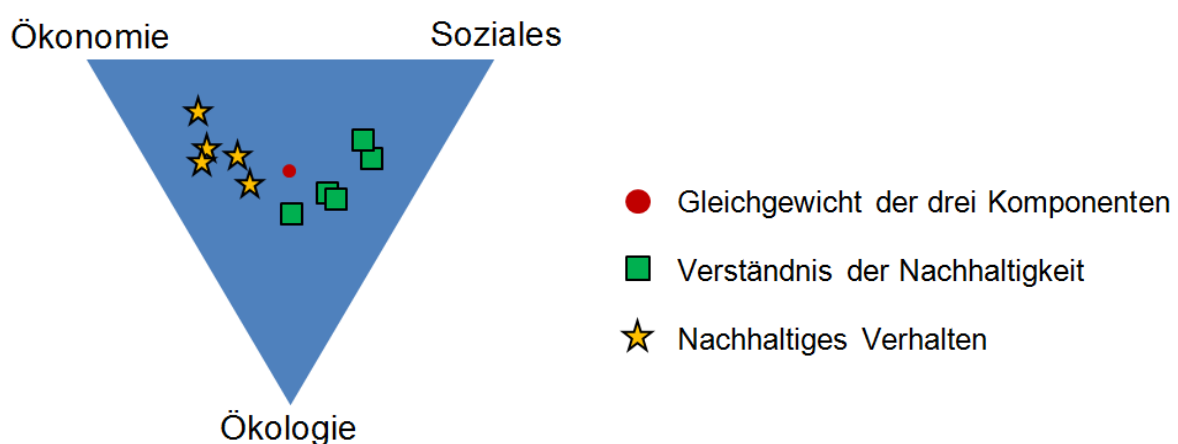 Ökonomie
Soziales
Ökologie
Gleichgewicht der drei Komponenten
Verständnis der Nachhaltigkeit
Nachhaltiges Verhalten